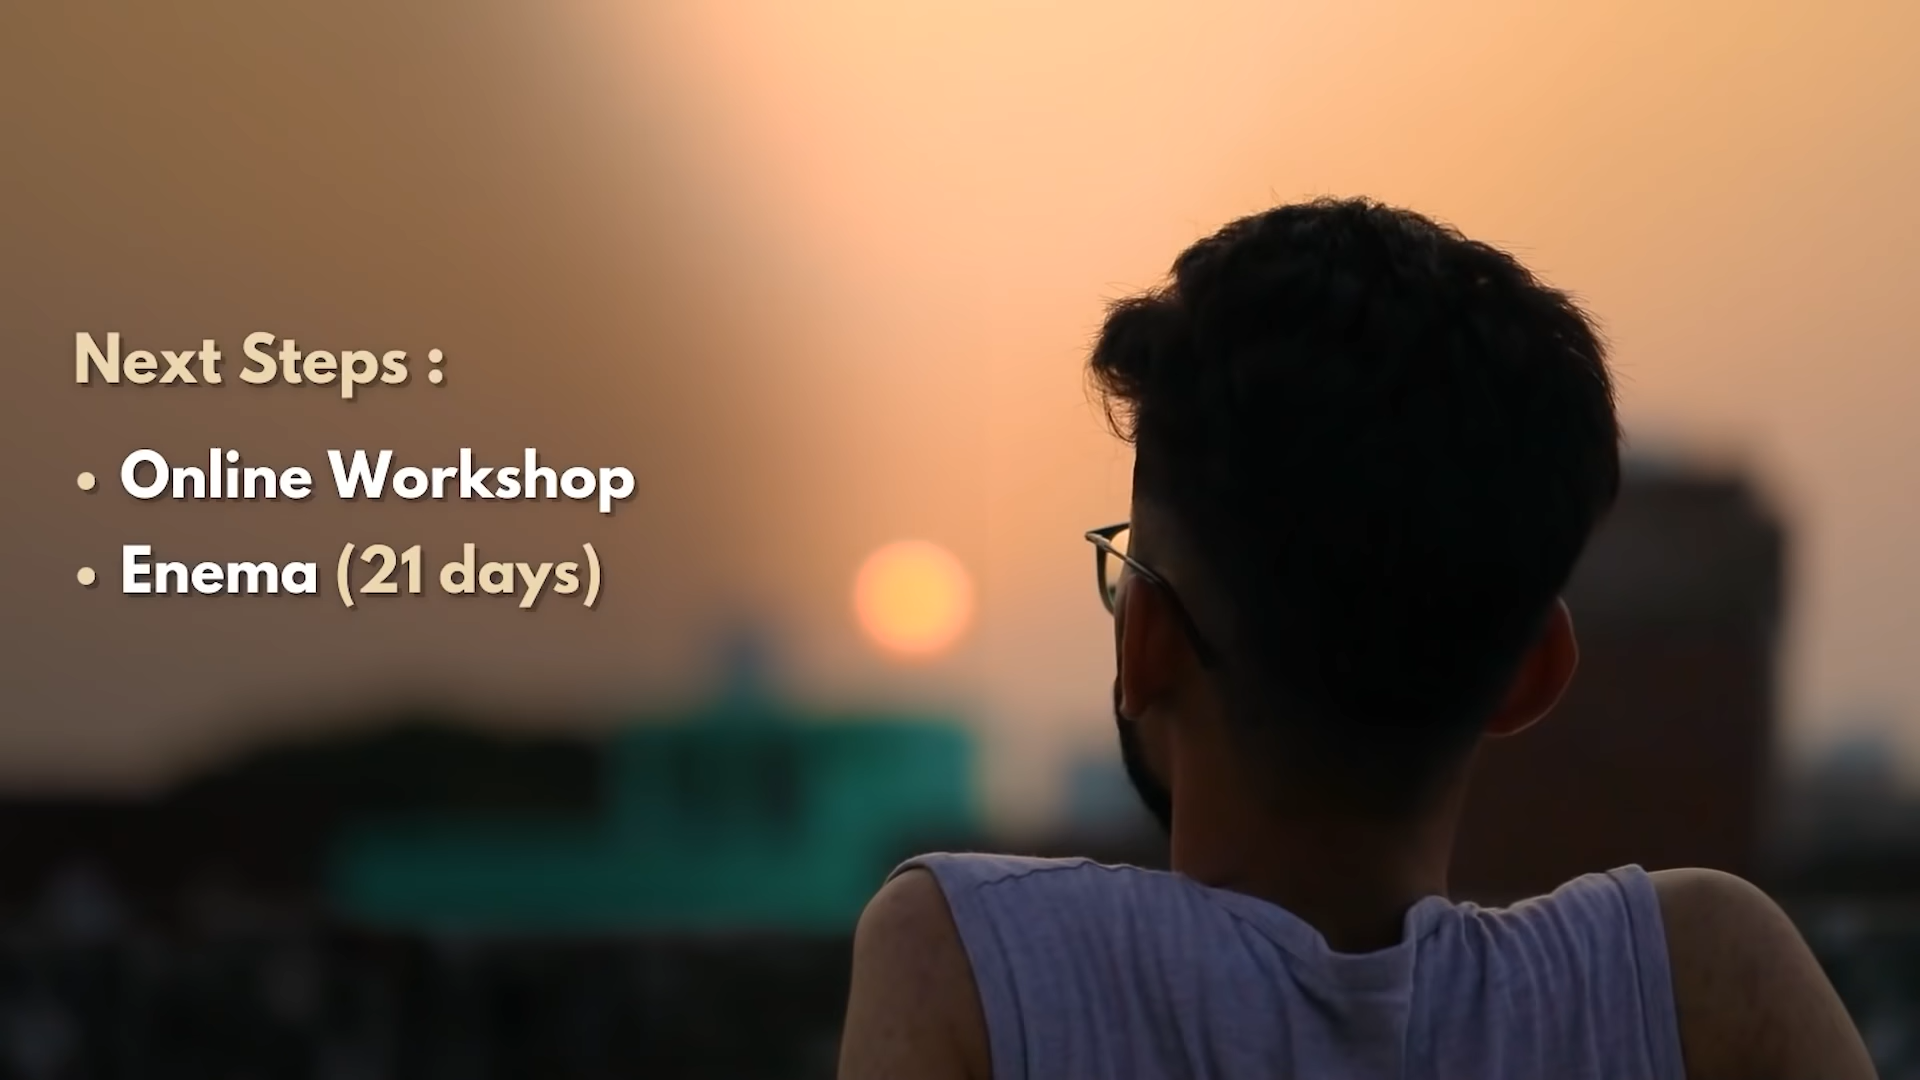 Next Steps :
• Online Workshop
• Enema (21 days)